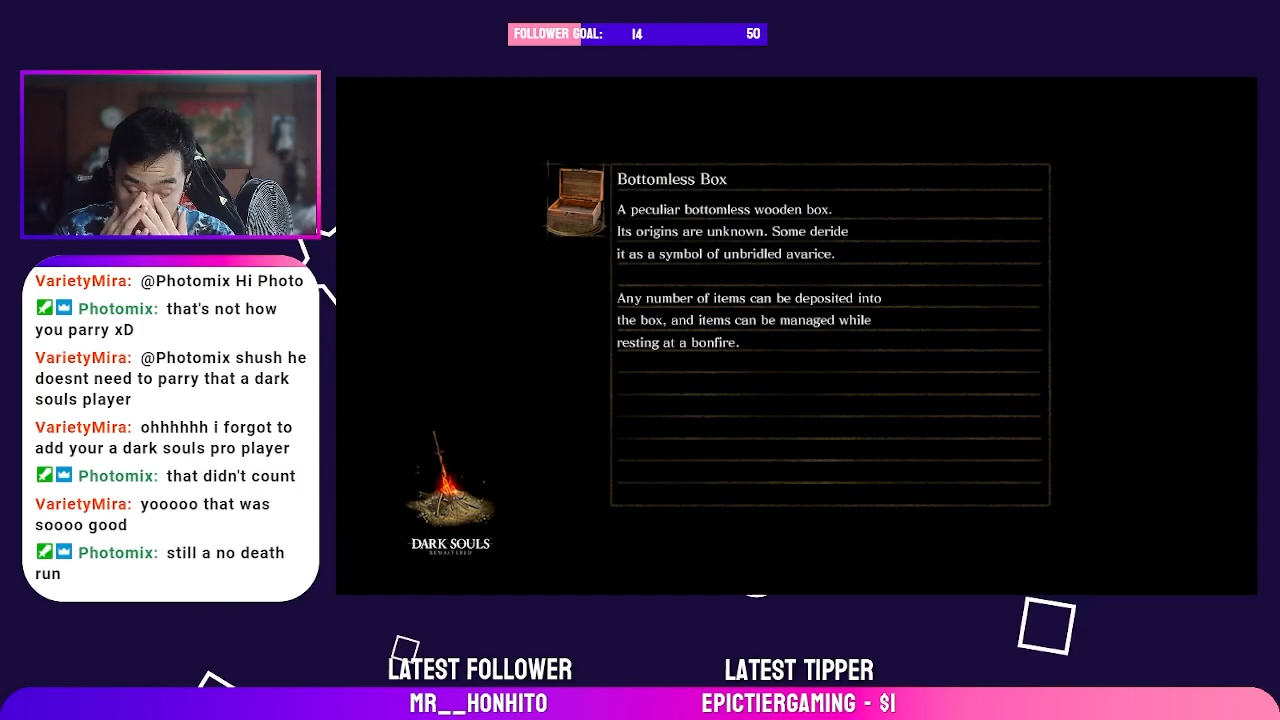 FOLLOWER GOAL: 14 50
VarietyMira: @Photomix Hi Photo
Photomix: that's not how
you parry xD
VarietyMira: @Photomix shush he
doesnt need to parry that a dark
souls player
VarietyMira: ohhhhhh i forgot to
add your a dark souls pro player
Photomix: that didn't count
VarietyMira: yooooo that was
soooo good
Photomix: still a no death
run
Bottomless Box
A peculiar bottomless wooden box.
Its origins are unknown. Some deride
it as a symbol of unbridled avarice.
Any number of items can be deposited into
the box, and items can be managed while
resting at a bonfire.
DARK SOULS
REMASTERED
LATEST FOLLOWER
MR__HONHITO
LATEST TIPPER
EPICTIERGAMING - $1